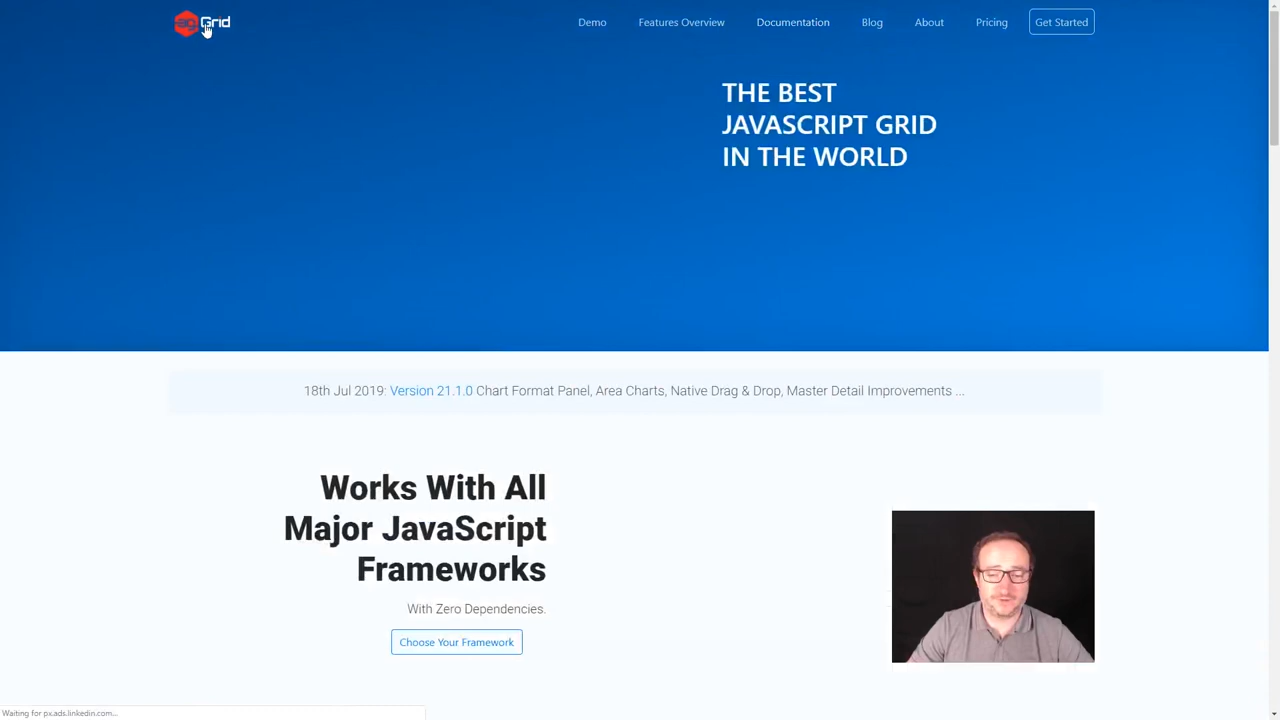 agGrid
Demo
Features Overview
Documentation
Blog
About
Pricing
Get Started
THE BEST
JAVASCRIPT GRID
IN THE WORLD
18th Jul 2019: Version 21.1.0 Chart Format Panel, Area Charts, Native Drag & Drop, Master Detail Improvements ...
Works With All
Major JavaScript
Frameworks
With Zero Dependencies.
Choose Your Framework
Waiting for px.ads.linkedin.com...